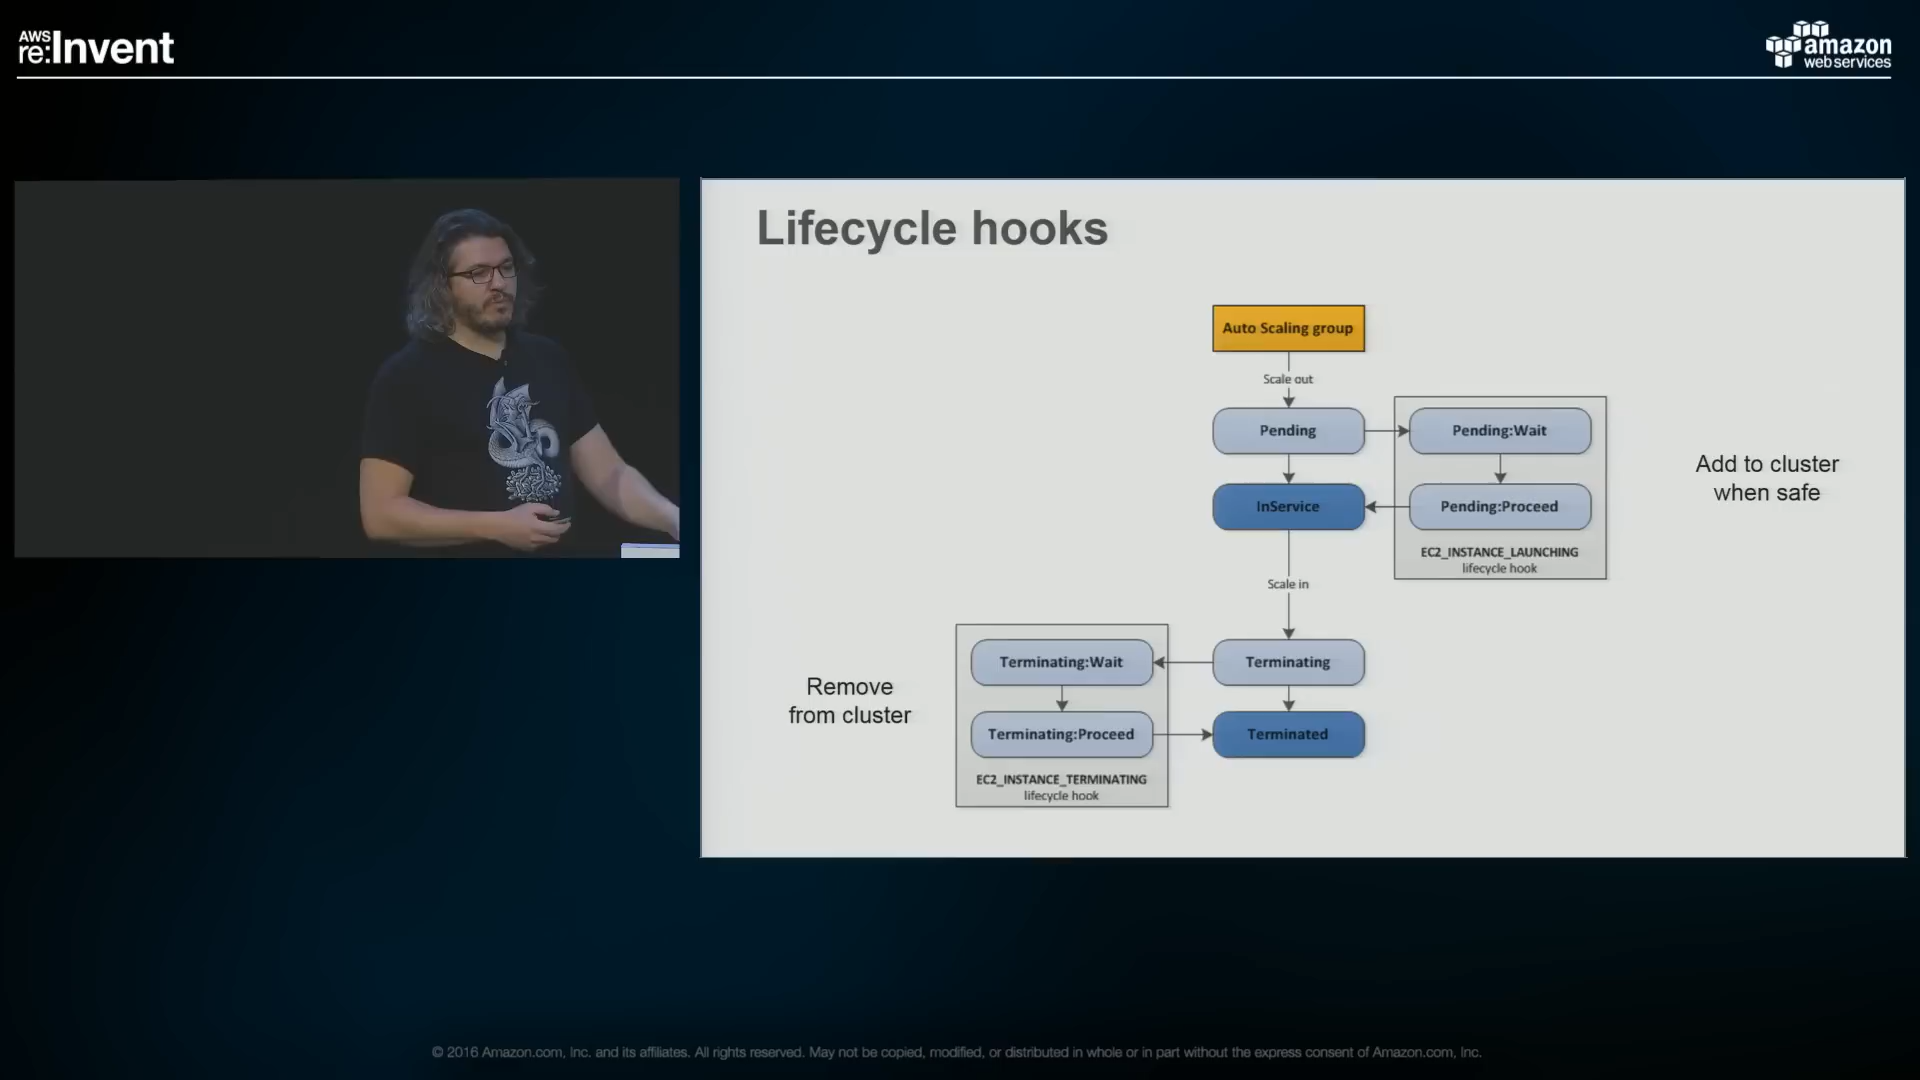 AWS
re:Invent
amazon
web services
Lifecycle hooks
Auto Scaling group
Scale out
Pending
Pending:Wait
InService
Pending:Proceed
EC2_INSTANCE_LAUNCHING
lifecycle hook
Add to cluster
when safe
Scale in
Terminating:Wait
Terminating
Terminating:Proceed
Terminated
EC2_INSTANCE_TERMINATING
lifecycle hook
Remove
from cluster
© 2016 Amazon.com, Inc. and its affiliates. All rights reserved. May not be copied, modified, or distributed in whole or in part without the express consent of Amazon.com, Inc.